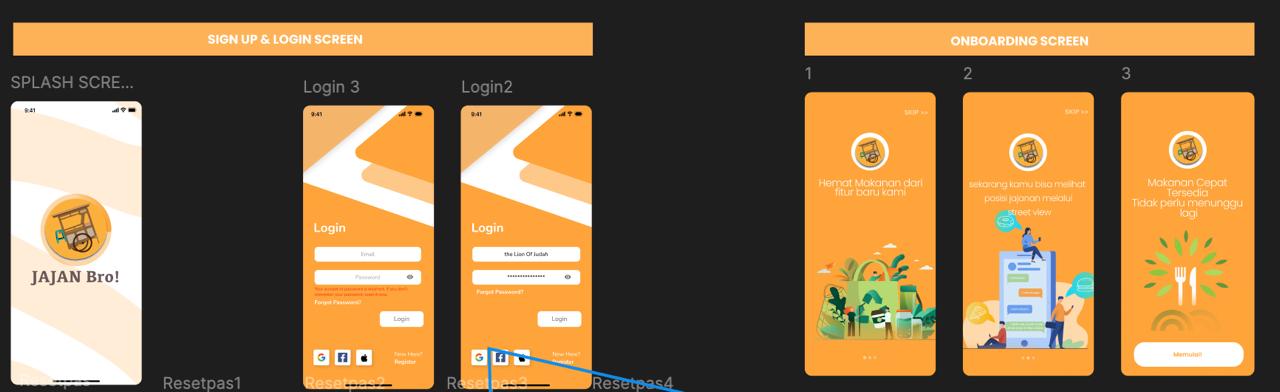 SIGN UP & LOGIN SCREEN
ONBOARDING SCREEN
SPLASH SCRE...
Login 3
Login2
1
2
3
9:41
JAJAN Bro!
9:41
Login
Email
Password
Forgot Password?
Login
New Here?
Register
9:41
Login
the Lion Of Judah
Forgot Password?
Login
New Here?
Register
SKIP >>
Hemat Makanan dari
fitur baru kami
SKIP >>
sekarang kamu bisa melihat
posisi jajanan melalui
street view
Makanan Cepat
Tersedia
Tidak perlu menunggu
lagi
Memulai!
Resetpas
Resetpas1
Resetpas2
Resetpas3
Resetpas4